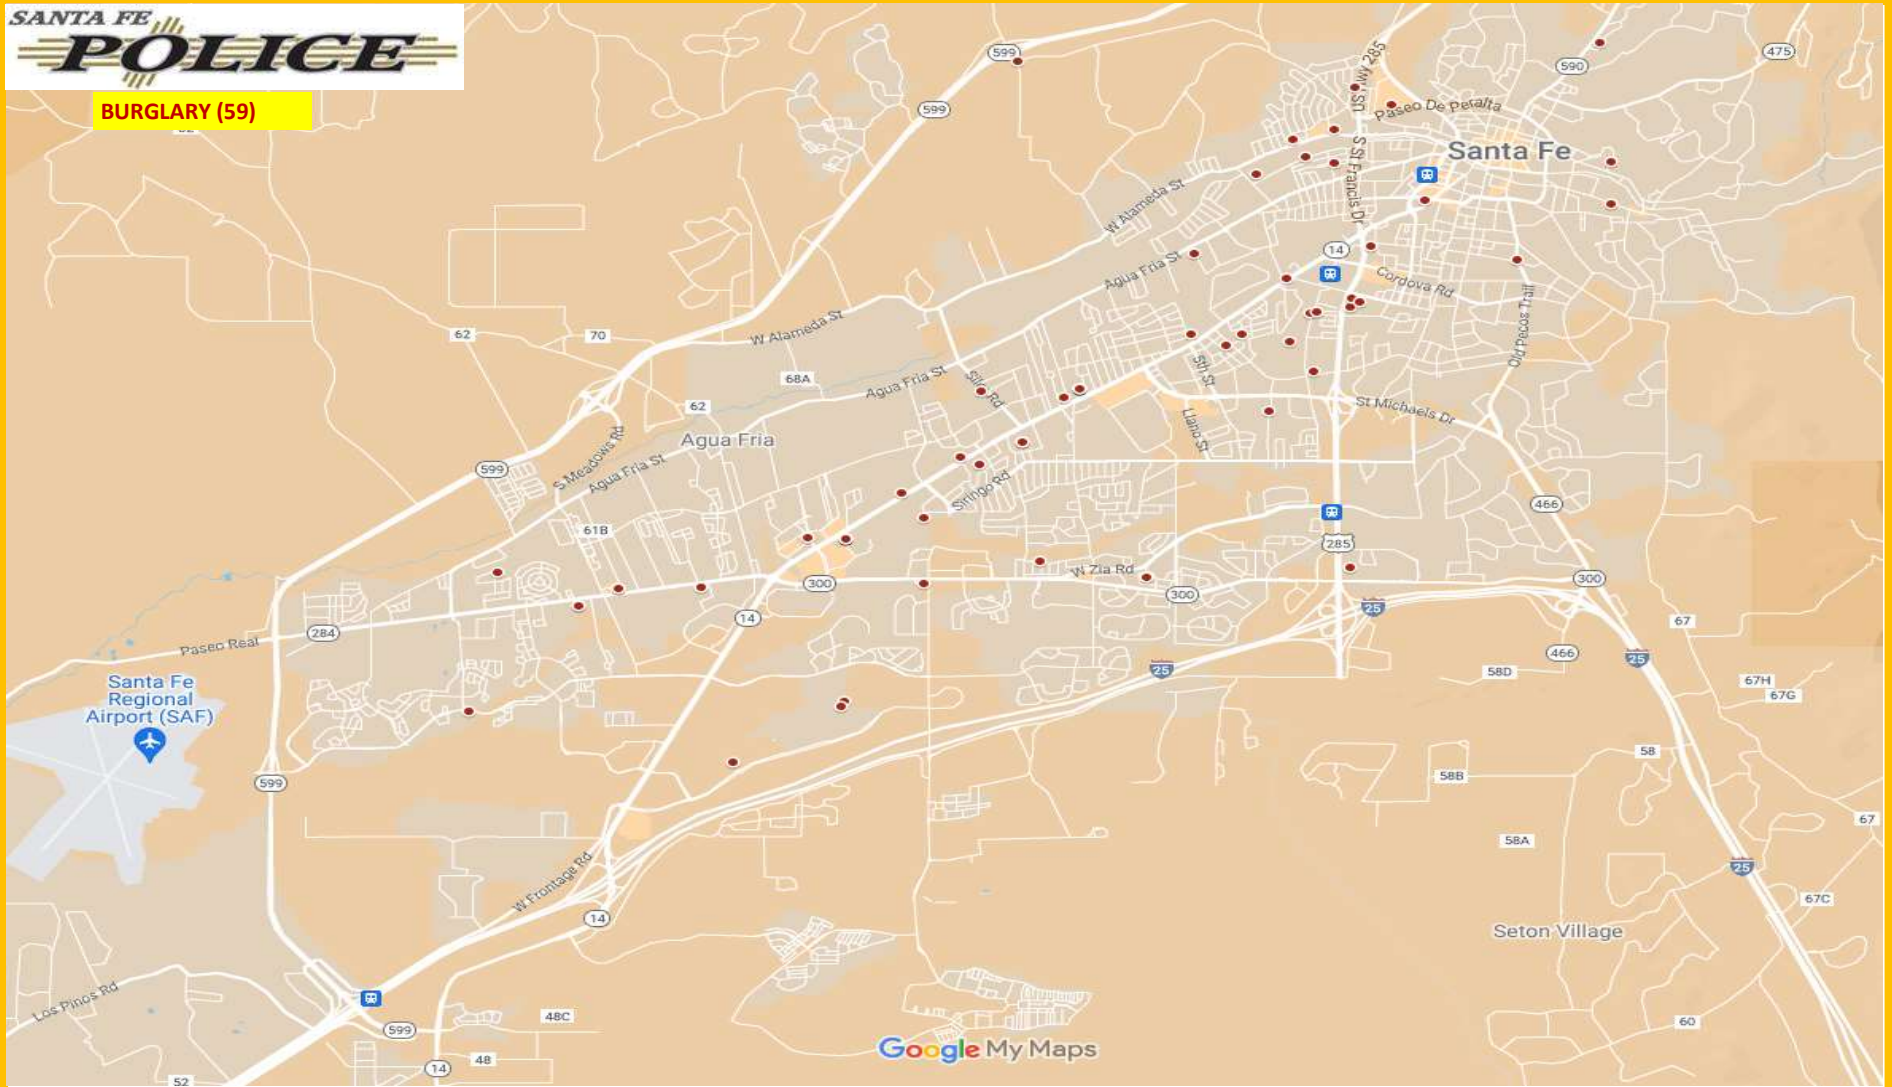 SANTA FE
POLICE
BURGLARY (59)
599
599
475
590
US Hwy 285
Paseo De Peralta
S St Francis Dr
Santa Fe
W Alameda St
14
Agua Fria St
Cordova Rd
Old Pecos Trail
62
70
W Alameda St
68A
Agua Fria St
5th St
62
Agua Fria
St Michaels Dr
Llano St
S Meadows Rd
599
Agua Fria St
Siringo Rd
466
61B
285
W Zia Rd
300
300
300
25
14
284
67
Paseo Real
466
25
25
58D
Santa Fe
Regional
Airport (SAF)
67H
67G
58
58B
599
67
58A
25
W Frontage Rd
67C
14
Seton Village
Los Pinos Rd
48C
60
599
Google My Maps
48
14
52